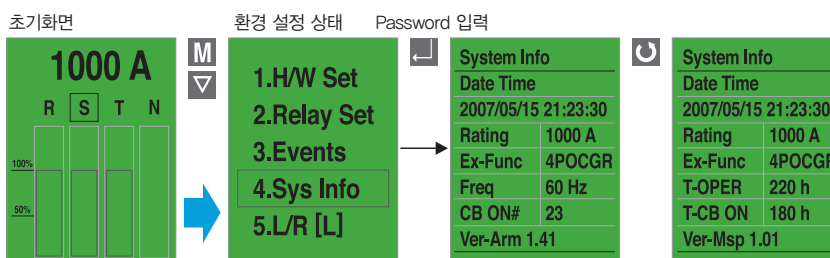 초기화면
환경 설정 상태
Password 입력
1000 A
R S T N
100%
50%
M
1.H/W Set
2.Relay Set
3.Events
4.Sys Info
5.L/R [L]
System Info
Date Time
2007/05/15 21:23:30
Rating 1000 A
Ex-Func 4POCGR
Freq 60 Hz
CB ON# 23
Ver-Arm 1.41
System Info
Date Time
2007/05/15 21:23:30
Rating 1000 A
Ex-Func 4POCGR
T-OPER 220 h
T-CB ON 180 h
Ver-Msp 1.01